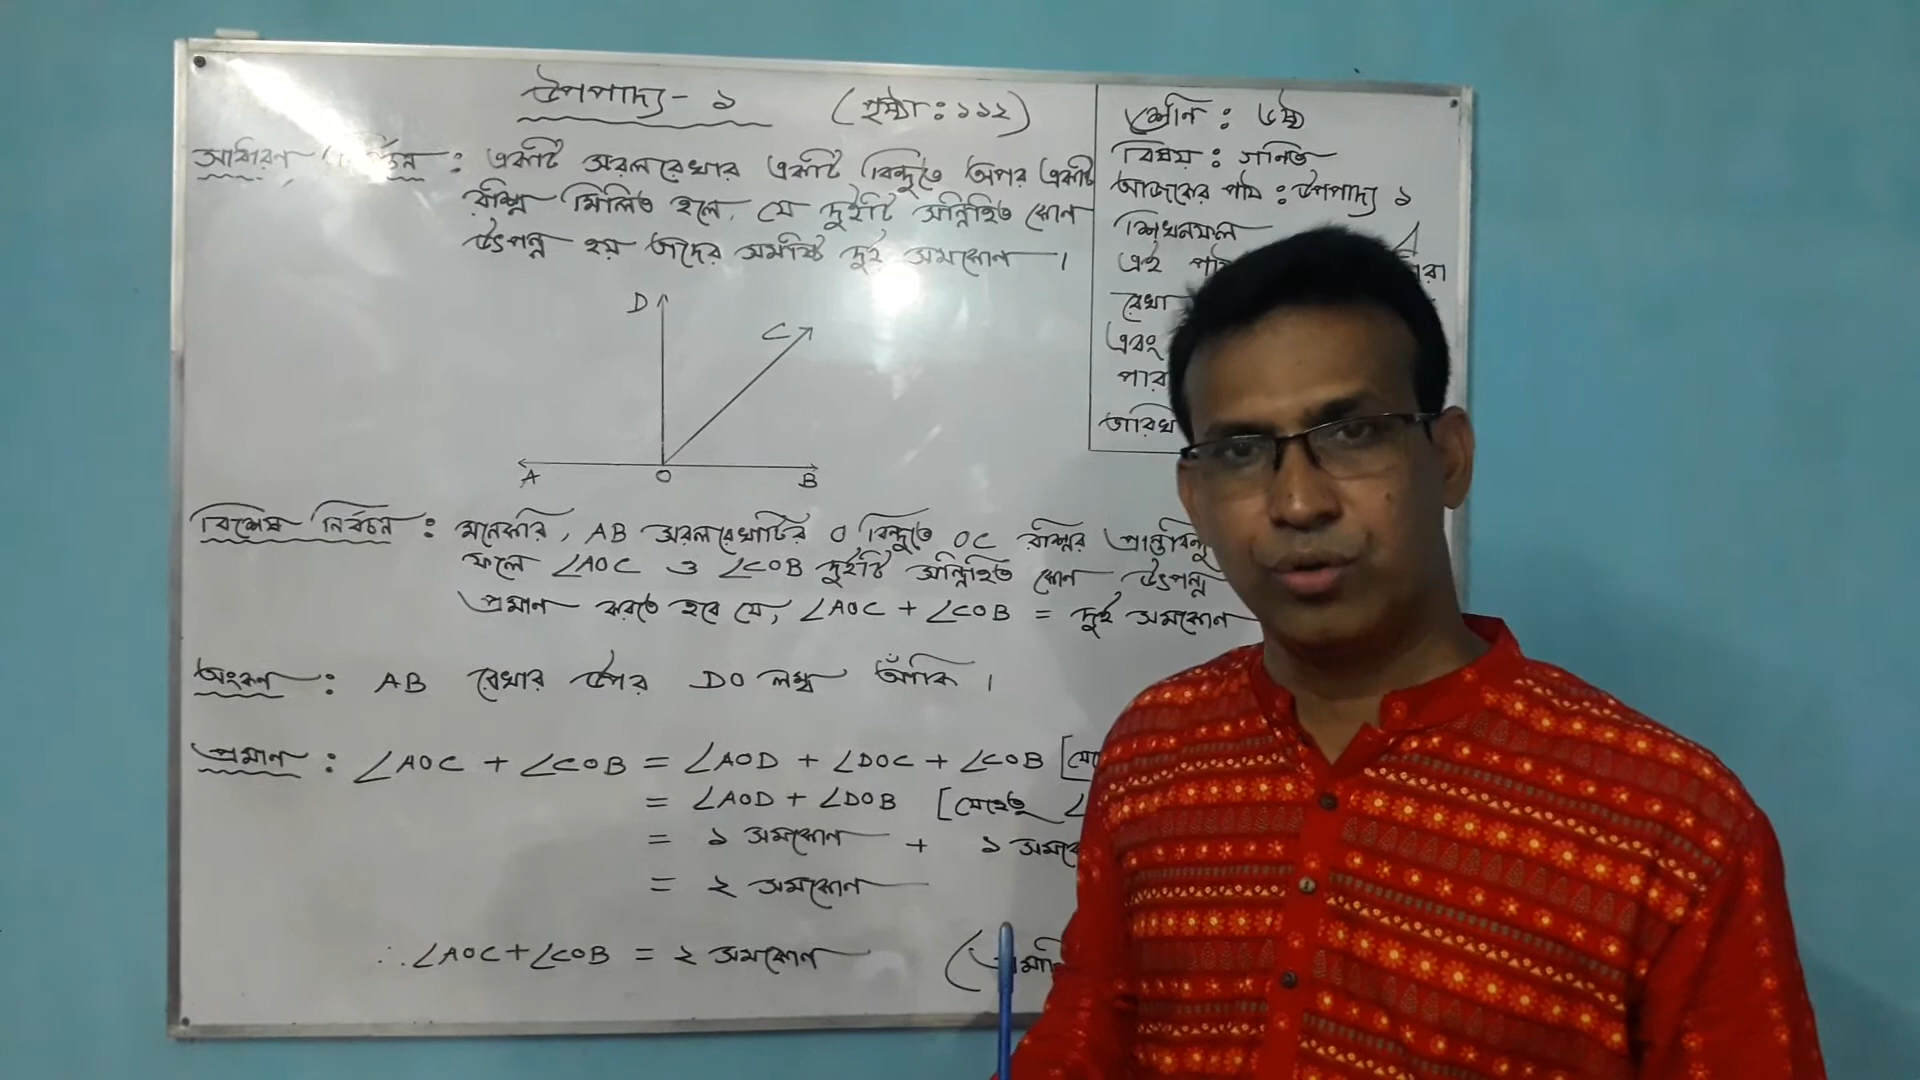 উপপাদ্য - ১ (পৃষ্ঠা : ১১২)
সাধারণ : একটি সরলরেখার একটি বিন্দুতে অপর একটি
রশ্মি মিলিত হলে, যে দুইটি সন্নিহিত কোন
উৎপন্ন হয় তাদের সমষ্টি দুই সমকোন ।
D
C
A O B
বিশেষ নির্বচন : মনেকরি, AB সরলরেখাটির O বিন্দুতে OC রশ্মির প্রান্তবিন্দু
ফলে ∠AOC ও ∠COB দুইটি সন্নিহিত কোন উৎপন্ন
প্রমান করতে হবে যে, ∠AOC + ∠COB = দুই সমকোন
অংকন : AB রেখার উপর DO লম্ব আঁকি ।
প্রমান : ∠AOC + ∠COB = ∠AOD + ∠DOC + ∠COB [
= ∠AOD + ∠DOB [যেহেতু ∠
= ১ সমকোন + ১
= ২ সমকোন
∴ ∠AOC + ∠COB = ২ সমকোন (
শ্রেনি : ৬ষ্ঠ
বিষয় : গনিত
আজকের পাঠ : উপপাদ্য ১
শিখনফল
এই
রেখা
এবং
তারিখ